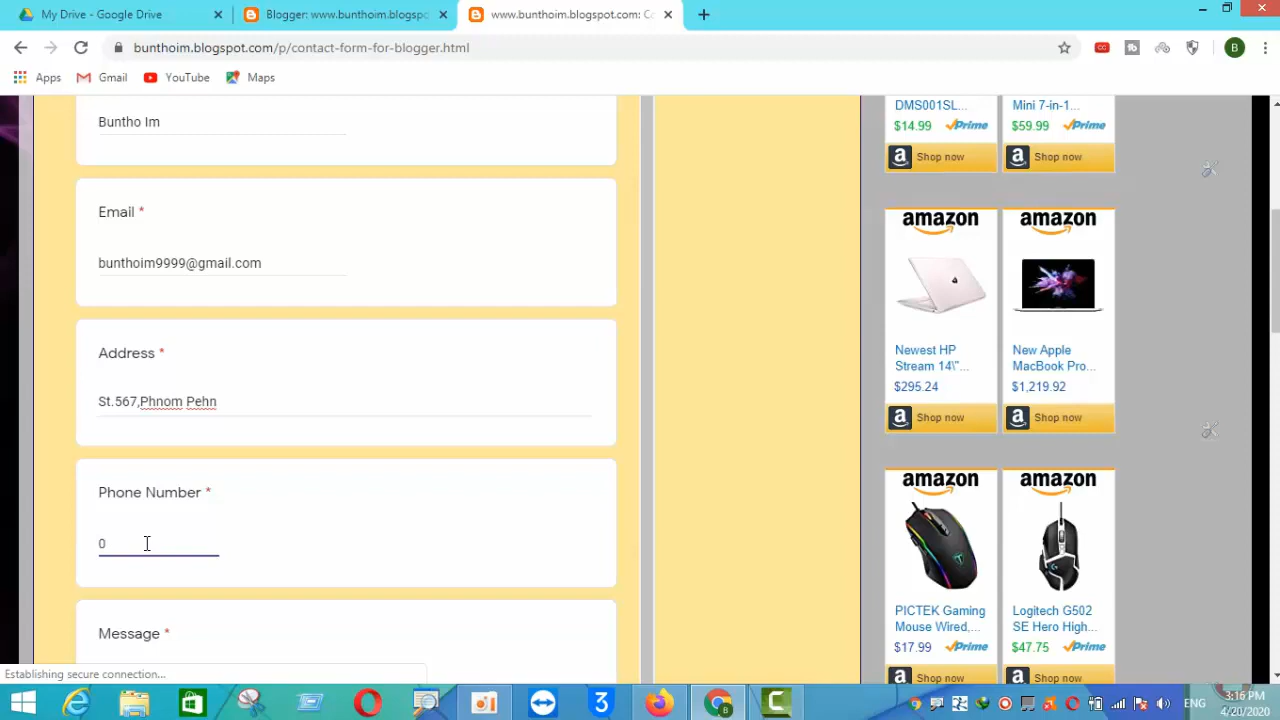 My Drive - Google Drive
Blogger: www.bunthoim.blogspo
www.bunthoim.blogspot.com: Co
bunthoim.blogspot.com/p/contact-form-for-blogger.html
B
Apps
Gmail
YouTube
Maps
Buntho Im
Email *
bunthoim9999@gmail.com
Address *
St.567,Phnom Pehn
Phone Number *
0
Message *
DMS001SL...
$14.99 Prime
a Shop now
Mini 7-in-1...
$59.99 Prime
a Shop now
amazon
Newest HP
Stream 14\"...
$295.24
a Shop now
amazon
New Apple
MacBook Pro...
$1,219.92
a Shop now
amazon
PICTEK Gaming
Mouse Wired,...
$17.99 Prime
a Shop now
amazon
Logitech G502
SE Hero High...
$47.75 Prime
a Shop now
Establishing secure connection...
3
ENG
3:16 PM
4/20/2020